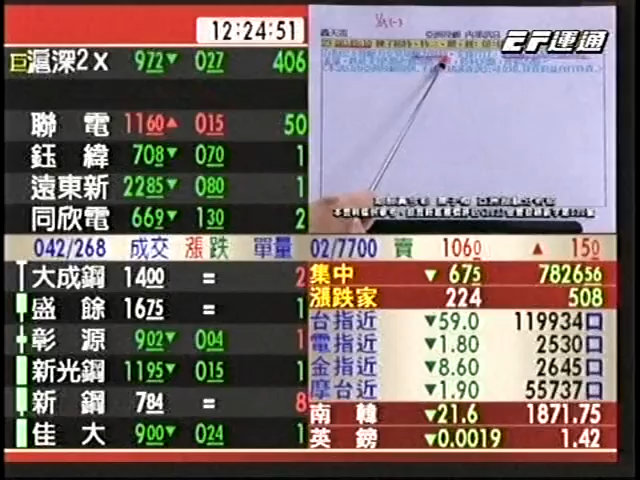 12:24:51
巨滬深2X 972▼ 027 406
聯電 1160▲ 015 50
鈺緯 708▼ 070 1
遠東新 2285▼ 080 1
同欣電 669▼ 130 2
EF運通
042/268 成交 漲跌 單量
02/7700 賣 1060 ▲ 150
大成鋼 1400 = 2
盛餘 1675 = 1
彰源 902▼ 004 1
新光鋼 1195▼ 015 1
新鋼 784 = 8
佳大 900▼ 024 1
集中 ▼675 782656
漲跌家 224 508
台指近 ▼59.0 119934口
電指近 ▼1.80 2530口
金指近 ▼8.60 2645口
摩台近 ▼1.90 55737口
南韓 ▼21.6 1871.75
英鎊 ▼0.0019 1.42